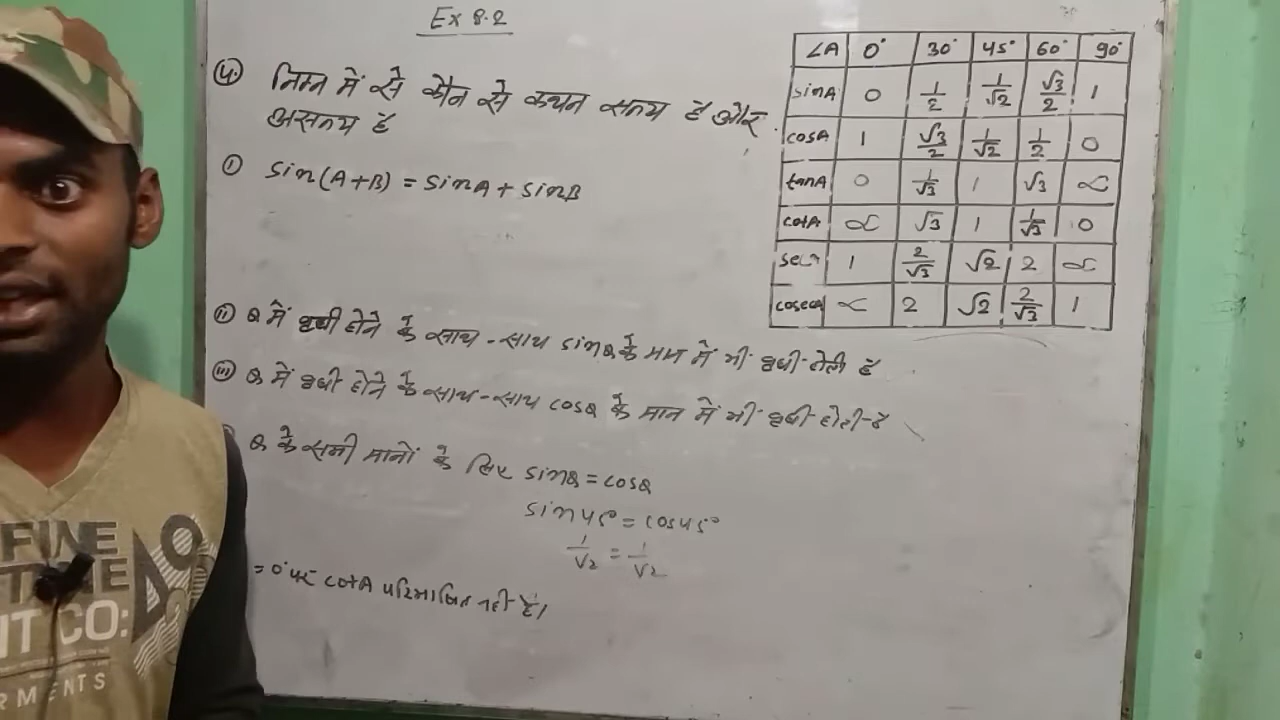 Ex 8.2
4. निम्न में से कौन से कथन सत्य है और
असत्य है
i sin(A+B) = sinA + sinB
ii θ में वृधी होने के साथ-साथ sinθ के मान में भी वृधी होती है
iii θ में वृधी होने के साथ-साथ cosθ के मान में भी वृधी होती है
θ के सभी मानों के लिए sinθ = cosθ
sin45° = cos45°
1/√2 = 1/√2
= 0° पर cotA परिभाषित नही है।
∠A 0° 30° 45° 60° 90°
sinA 0 1/2 1/√2 √3/2 1
cosA 1 √3/2 1/√2 1/2 0
tanA 0 1/√3 1 √3 ∝
cotA ∝ √3 1 1/√3 0
1 2/√3 √2 2 ∝
cosecA ∝ 2 √2 2/√3 1
FINE
CO: